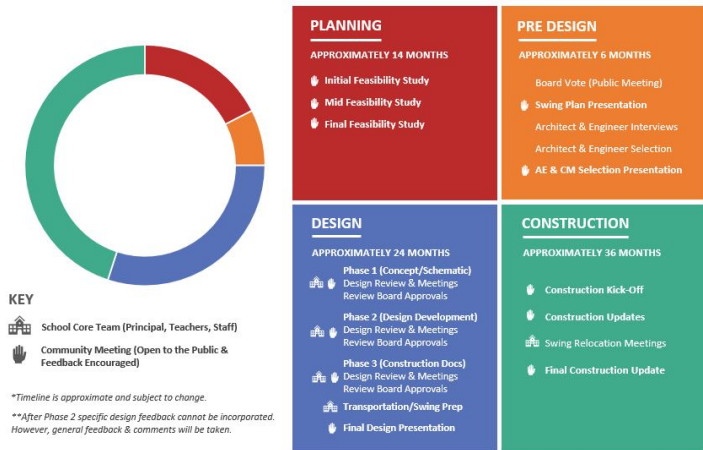 PLANNING
APPROXIMATELY 14 MONTHS
Initial Feasibility Study
Mid Feasibility Study
Final Feasibility Study
PRE DESIGN
APPROXIMATELY 6 MONTHS
Board Vote (Public Meeting)
Swing Plan Presentation
Architect & Engineer Interviews
Architect & Engineer Selection
AE & CM Selection Presentation
DESIGN
APPROXIMATELY 24 MONTHS
Phase 1 (Concept/Schematic)
Design Review & Meetings
Review Board Approvals
Phase 2 (Design Development)
Design Review & Meetings
Review Board Approvals
Phase 3 (Construction Docs)
Design Review & Meetings
Review Board Approvals
Transportation/Swing Prep
Final Design Presentation
CONSTRUCTION
APPROXIMATELY 36 MONTHS
Construction Kick-Off
Construction Updates
Swing Relocation Meetings
Final Construction Update
KEY
School Core Team (Principal, Teachers, Staff)
Community Meeting (Open to the Public &
Feedback Encouraged)
*Timeline is approximate and subject to change.
**After Phase 2 specific design feedback cannot be incorporated.
However, general feedback & comments will be taken.